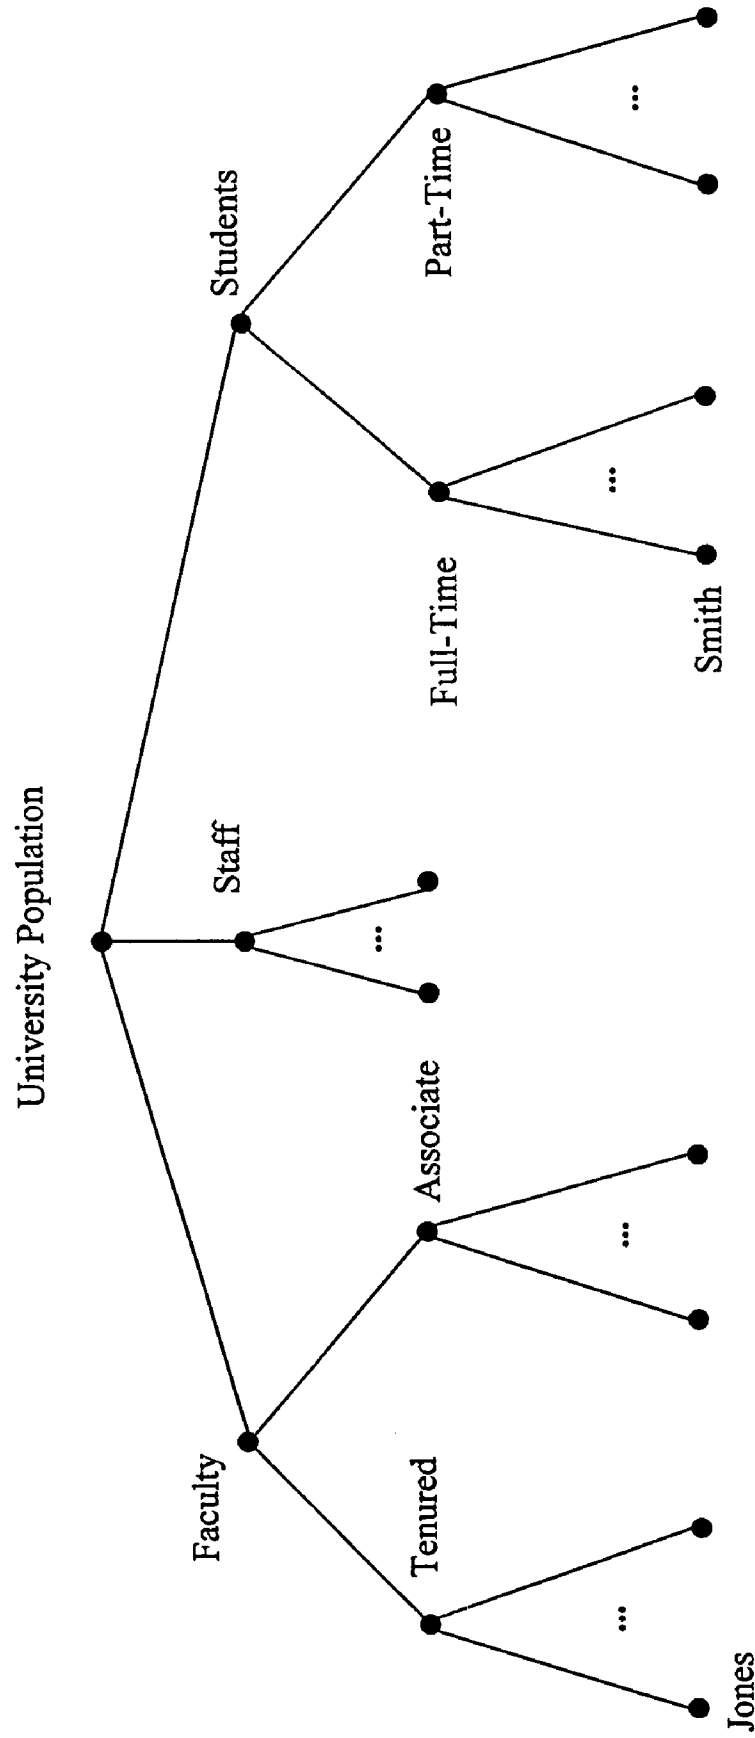 University Population
Faculty
Staff
Students
Tenured
Associate
Full-Time
Part-Time
...
...
...
...
...
Jones
Smith